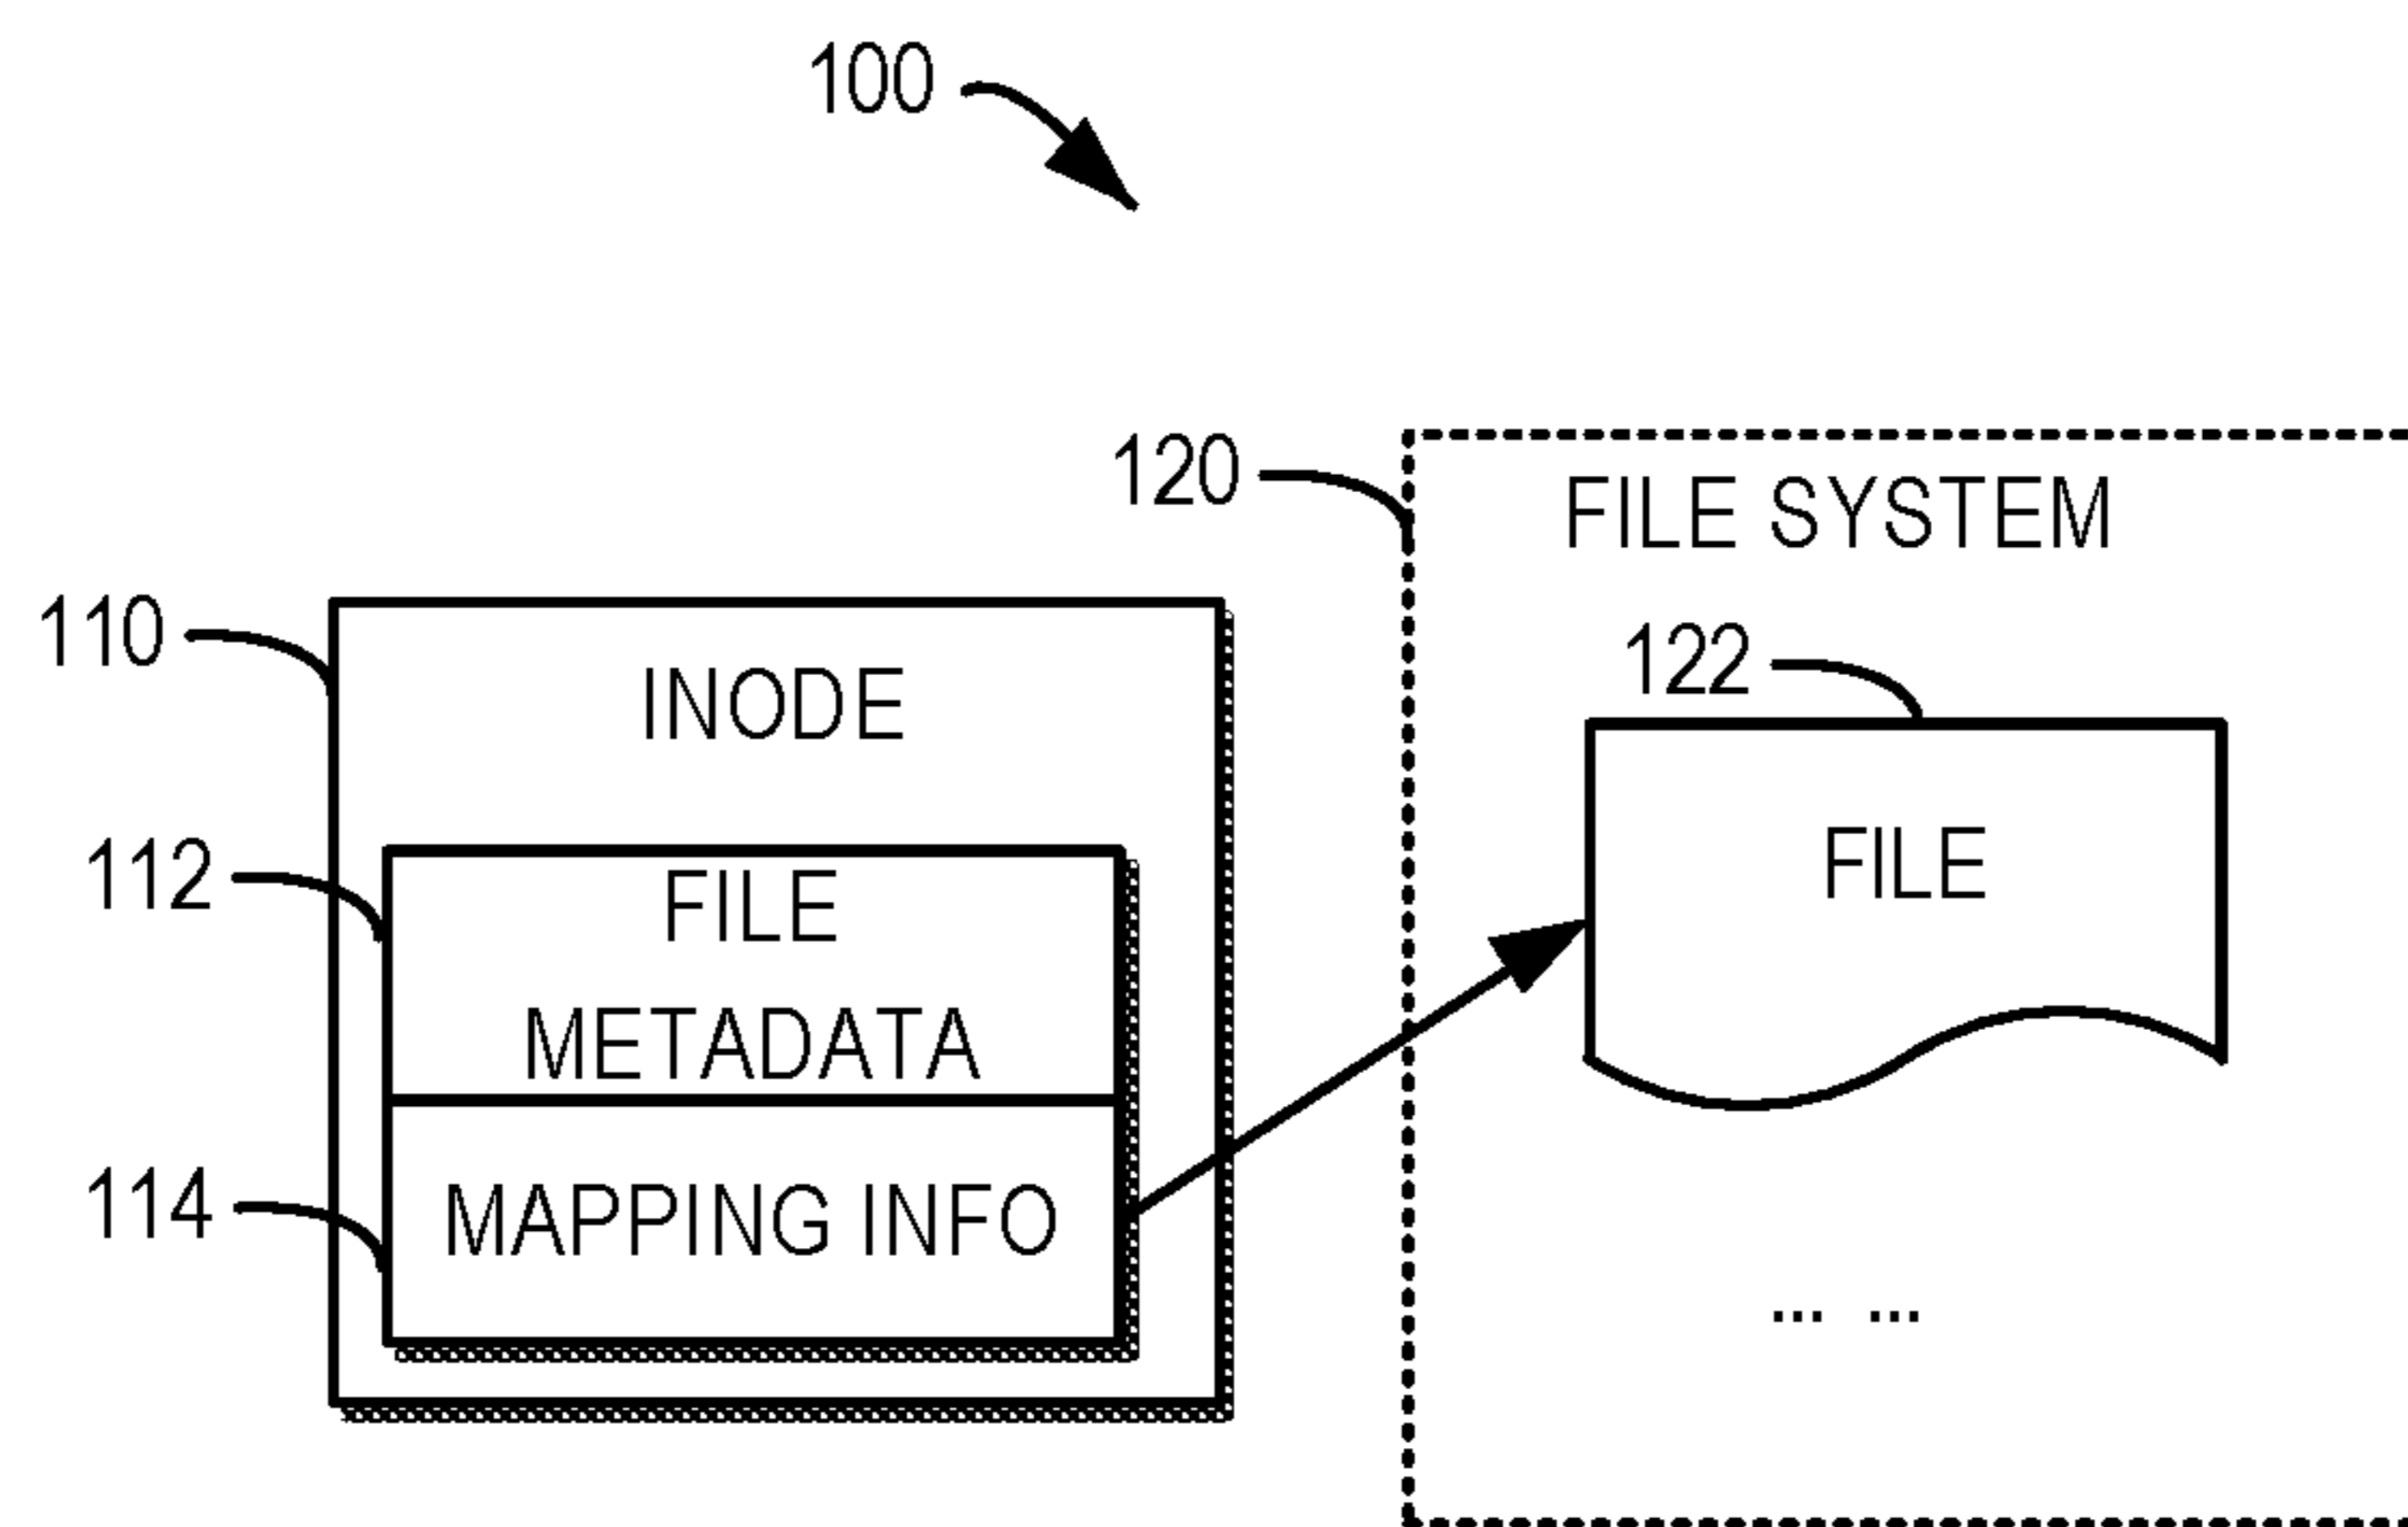 100
120
FILE SYSTEM
110
INODE
122
FILE
112
FILE
METADATA
114
MAPPING INFO
... ...